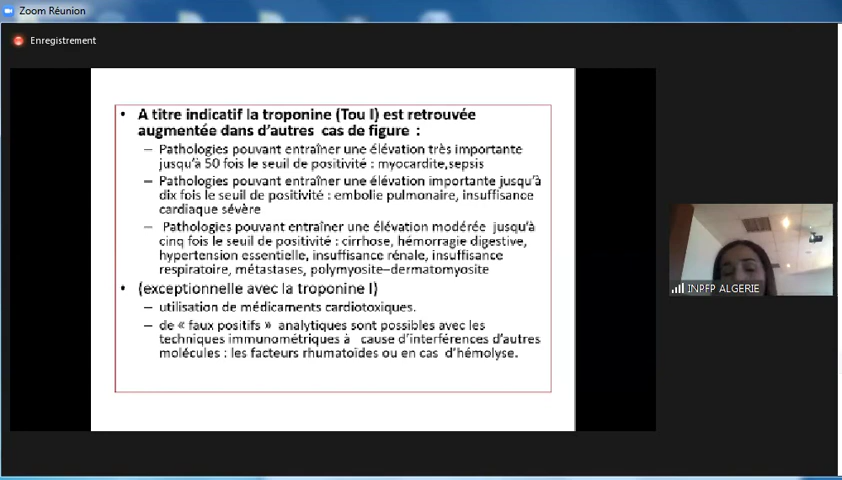 Zoom Réunion
Enregistrement
• A titre indicatif la troponine (Tou I) est retrouvée
augmentée dans d'autres cas de figure :
– Pathologies pouvant entraîner une élévation très importante
jusqu'à 50 fois le seuil de positivité : myocardite,sepsis
– Pathologies pouvant entraîner une élévation importante jusqu'à
dix fois le seuil de positivité : embolie pulmonaire, insuffisance
cardiaque sévère
– Pathologies pouvant entraîner une élévation modérée jusqu'à
cinq fois le seuil de positivité : cirrhose, hémorragie digestive,
hypertension essentielle, insuffisance rénale, insuffisance
respiratoire, métastases, polymyosite–dermatomyosite
• (exceptionnelle avec la troponine I)
– utilisation de médicaments cardiotoxiques.
– de « faux positifs » analytiques sont possibles avec les
techniques immunométriques à cause d'interférences d'autres
molécules : les facteurs rhumatoïdes ou en cas d'hémolyse.
INPFP ALGERIE